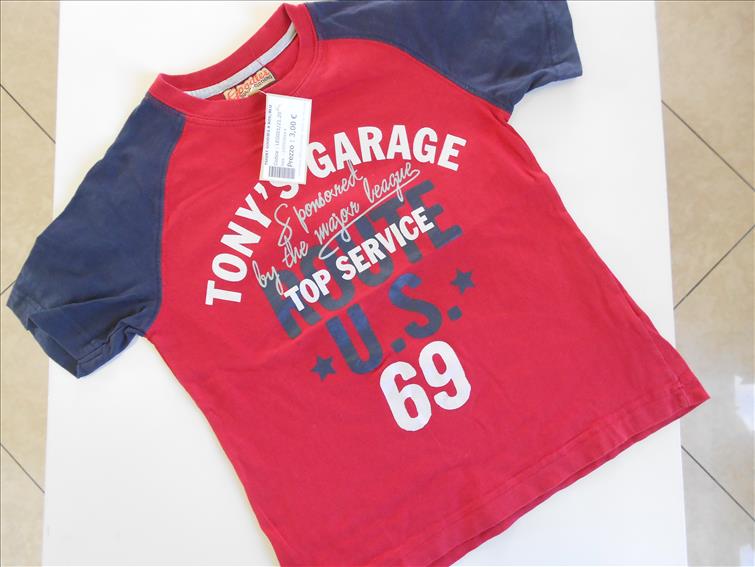 Prezzo : 3,00 €
TONY'S GARAGE
Sponsored
by the major league
ROUTE
TOP SERVICE
U.S.
69